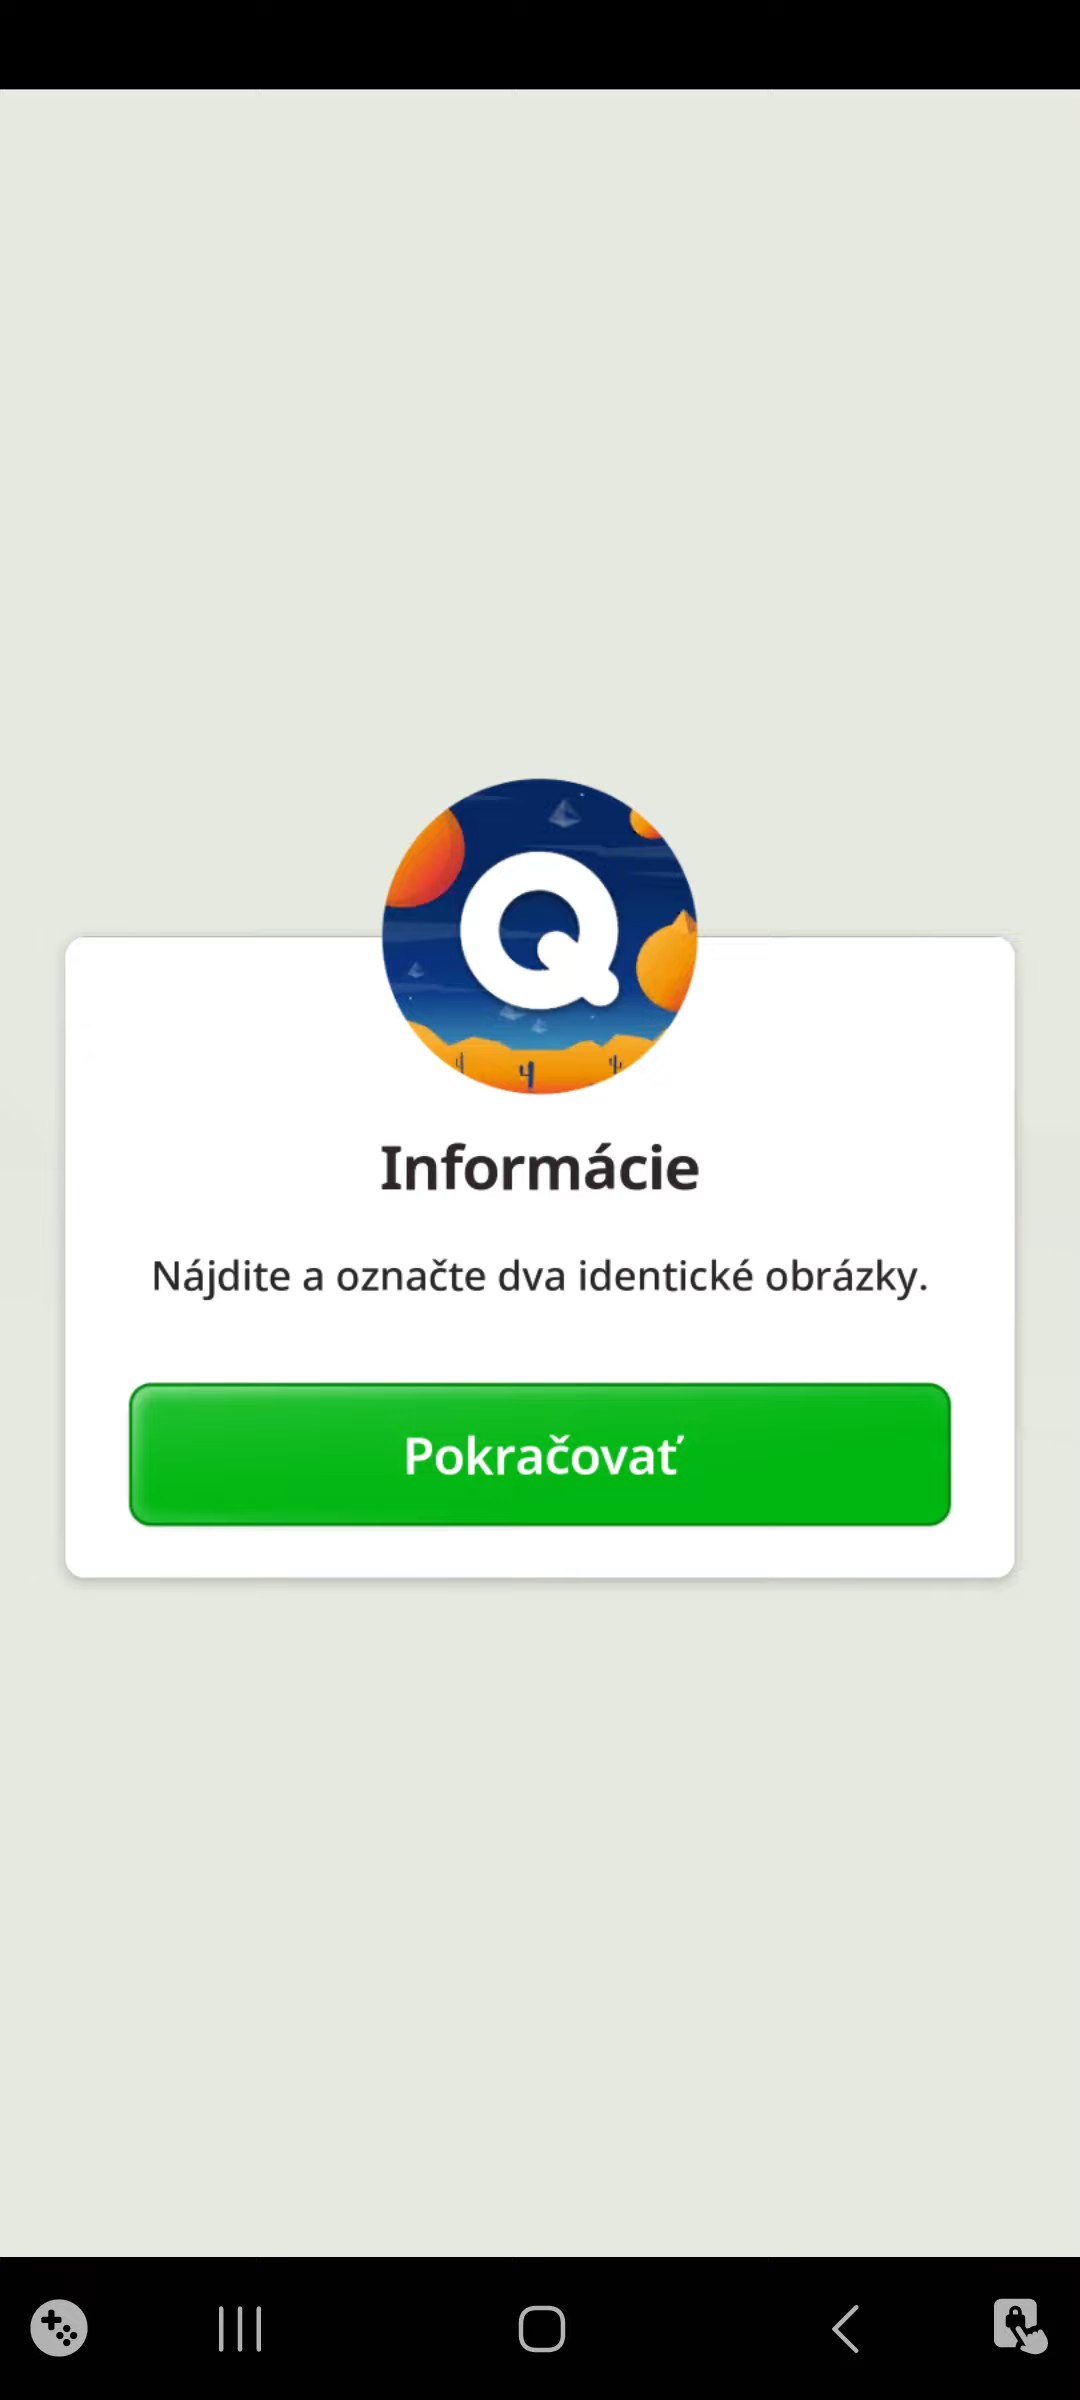 Q
Informácie
Nájdite a označte dva identické obrázky.
Pokračovať